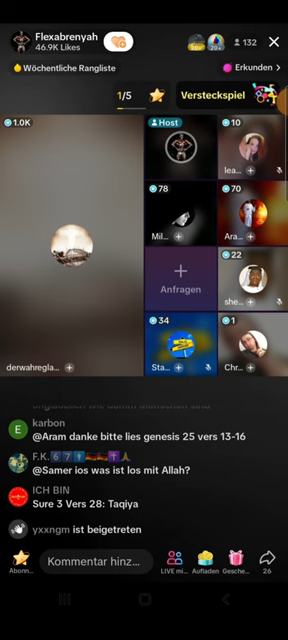 Flexabrenyah
46.9K Likes
20+
132
Wöchentliche Rangliste
Erkunden >
1/5
Versteckspiel
1.0K
Host
10
lea...
78
Mil...
70
Ara...
Anfragen
22
she...
34
Sta...
1
Chr...
derwahregla...
E karbon
@Aram danke bitte lies genesis 25 vers 13-16
F.K. 6 7
@Samer ios was ist los mit Allah?
ICH BIN
Sure 3 Vers 28: Taqiya
yxxngm ist beigetreten
Kommentar hinz...
Abonn...
LIVE mi...
Aufladen
Gesche...
26